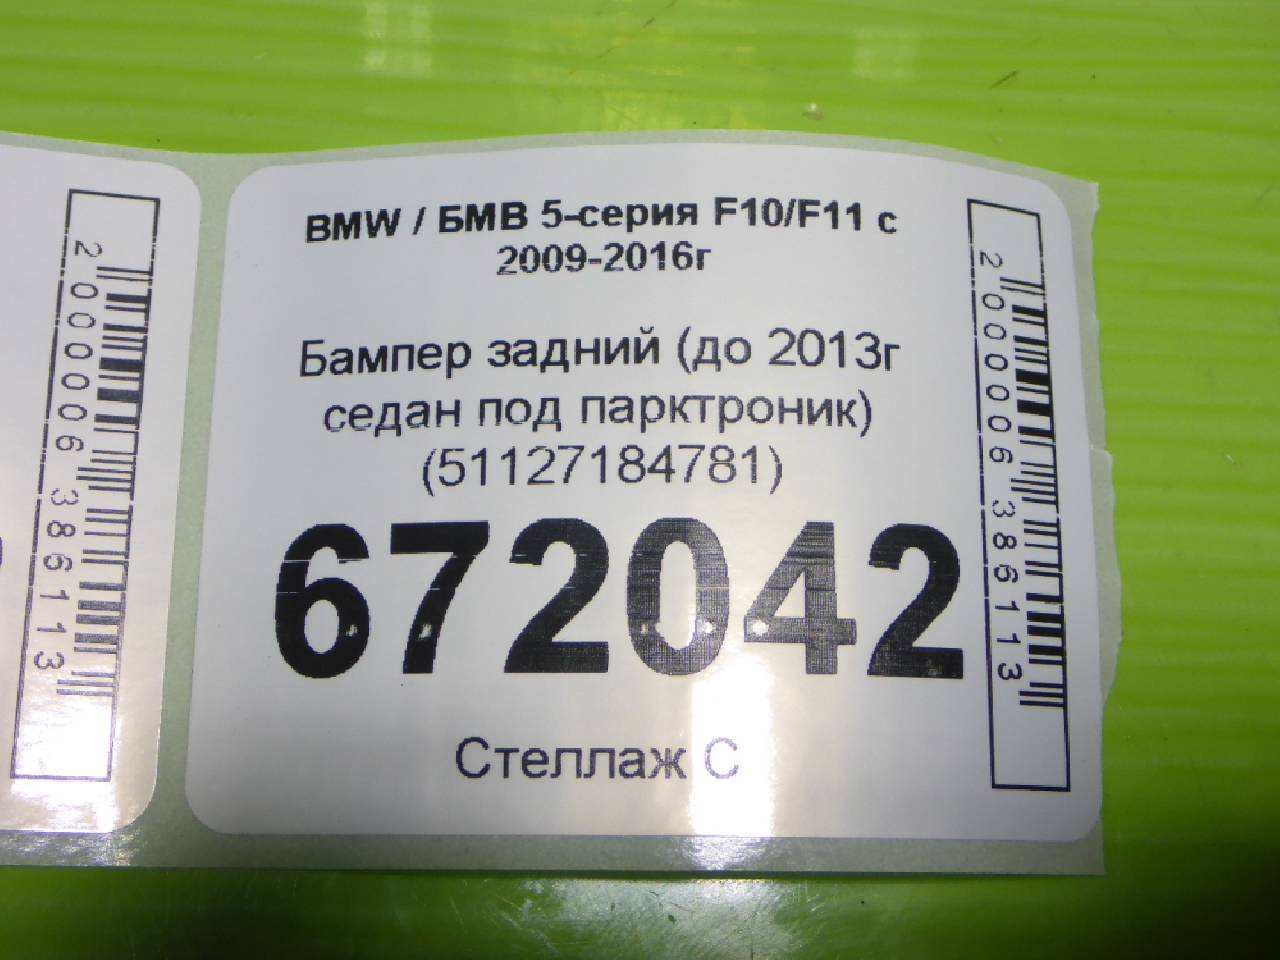 BMW / БМВ 5-серия F10/F11 с
2009-2016г
Бампер задний (до 2013г
седан под парктроник)
(51127184781)
672042
Стеллаж С
2000006386113
2000006386113